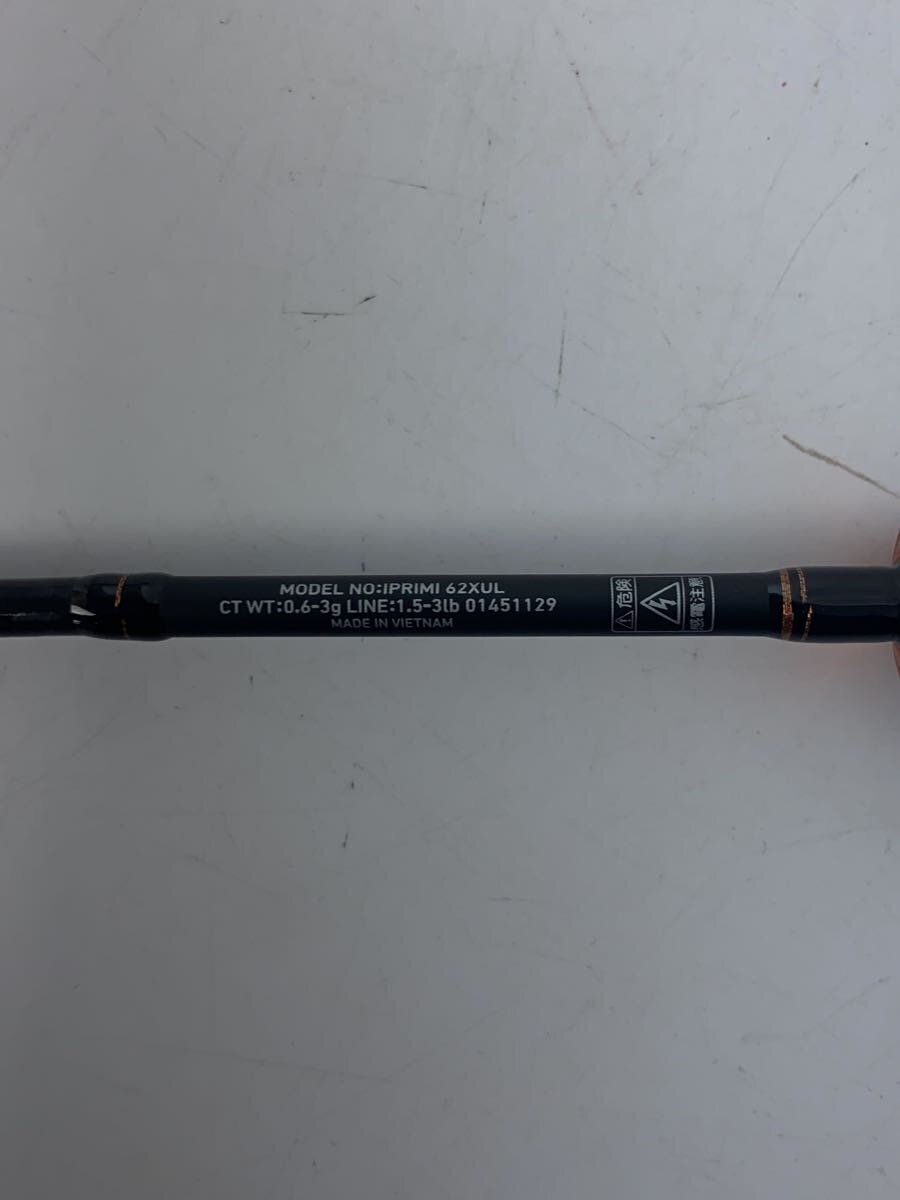 MODEL NO:IPRIMI 62XUL
CT WT:0.6-3g LINE:1.5-3lb 01451129
MADE IN VIETNAM
危険
感電注意